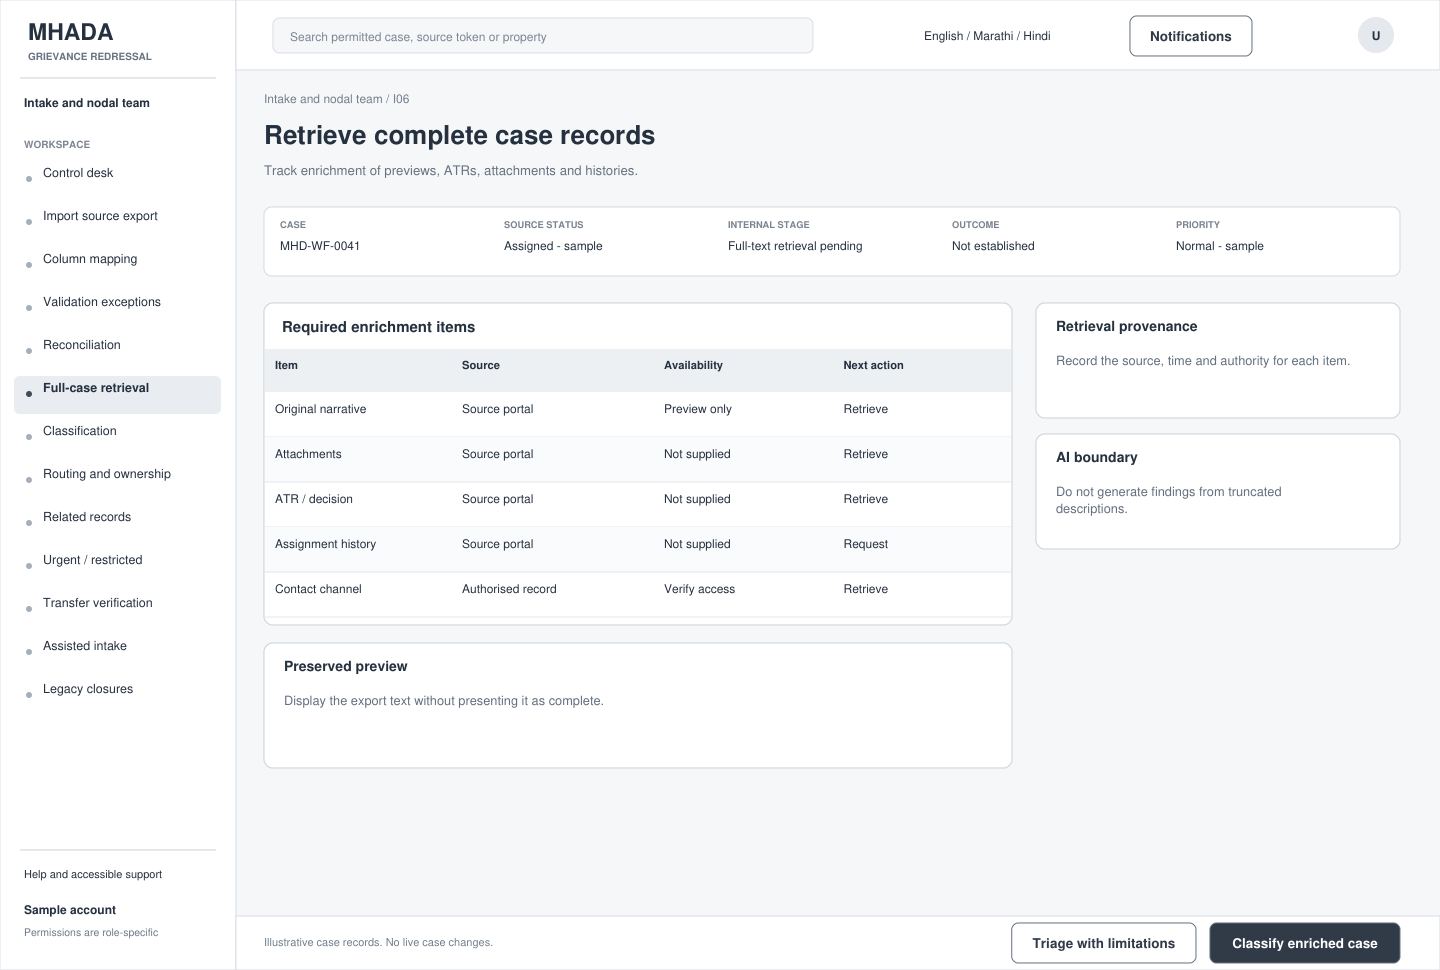 MHADA
GRIEVANCE REDRESSAL
Intake and nodal team
WORKSPACE
Control desk
Import source export
Column mapping
Validation exceptions
Reconciliation
Full-case retrieval
Classification
Routing and ownership
Related records
Urgent / restricted
Transfer verification
Assisted intake
Legacy closures
Help and accessible support
Sample account
Permissions are role-specific
Search permitted case, source token or property
English / Marathi / Hindi
Notifications
U
Intake and nodal team / I06
Retrieve complete case records
Track enrichment of previews, ATRs, attachments and histories.
CASE SOURCE STATUS INTERNAL STAGE OUTCOME PRIORITY
MHD-WF-0041 Assigned - sample Full-text retrieval pending Not established Normal - sample
Required enrichment items
Item Source Availability Next action
Original narrative Source portal Preview only Retrieve
Attachments Source portal Not supplied Retrieve
ATR / decision Source portal Not supplied Retrieve
Assignment history Source portal Not supplied Request
Contact channel Authorised record Verify access Retrieve
Retrieval provenance
Record the source, time and authority for each item.
AI boundary
Do not generate findings from truncated
descriptions.
Preserved preview
Display the export text without presenting it as complete.
Illustrative case records. No live case changes.
Triage with limitations
Classify enriched case